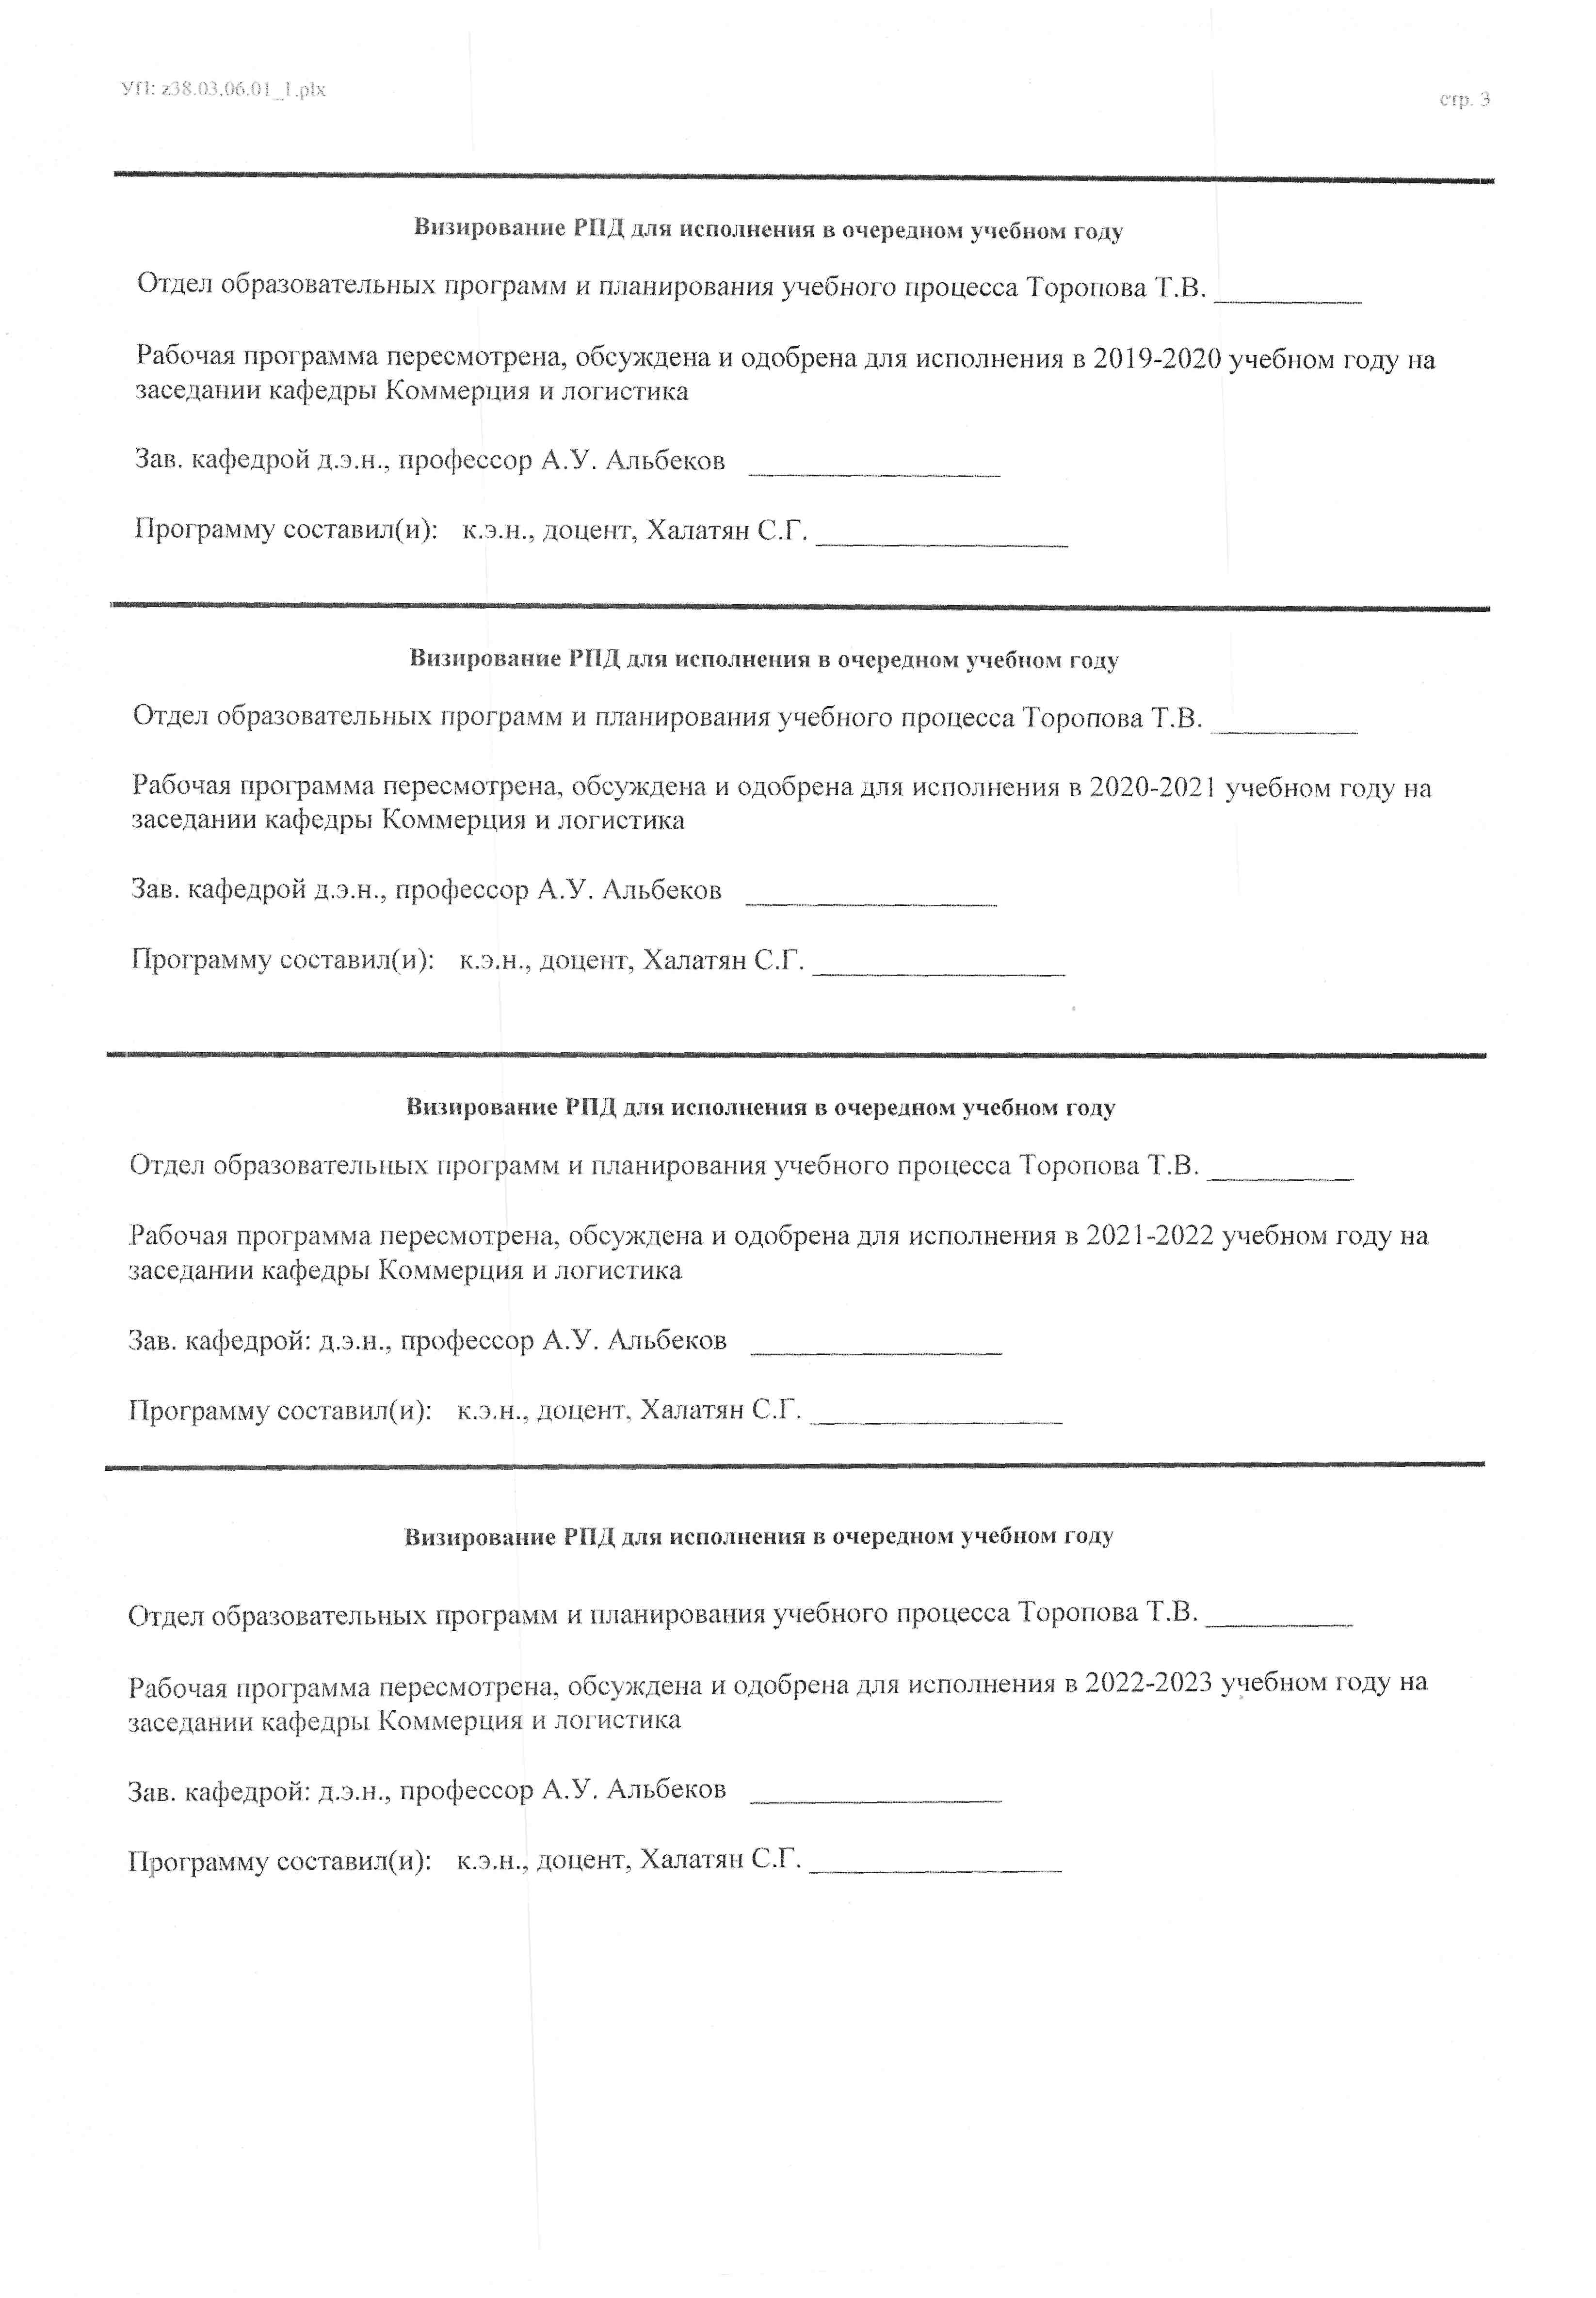 УП: z38.03.06.01_1.plx
стр. 3
Визирование РПД для исполнения в очередном учебном году
Отдел образовательных программ и планирования учебного процесса Торопова Т.В. __________
Рабочая программа пересмотрена, обсуждена и одобрена для исполнения в 2019-2020 учебном году на
заседании кафедры Коммерция и логистика
Зав. кафедрой д.э.н., профессор А.У. Альбеков _________________
Программу составил(и): к.э.н., доцент, Халатян С.Г. _________________
Визирование РПД для исполнения в очередном учебном году
Отдел образовательных программ и планирования учебного процесса Торопова Т.В. __________
Рабочая программа пересмотрена, обсуждена и одобрена для исполнения в 2020-2021 учебном году на
заседании кафедры Коммерция и логистика
Зав. кафедрой д.э.н., профессор А.У. Альбеков _________________
Программу составил(и): к.э.н., доцент, Халатян С.Г. _________________
Визирование РПД для исполнения в очередном учебном году
Отдел образовательных программ и планирования учебного процесса Торопова Т.В. __________
Рабочая программа пересмотрена, обсуждена и одобрена для исполнения в 2021-2022 учебном году на
заседании кафедры Коммерция и логистика
Зав. кафедрой: д.э.н., профессор А.У. Альбеков _________________
Программу составил(и): к.э.н., доцент, Халатян С.Г. _________________
Визирование РПД для исполнения в очередном учебном году
Отдел образовательных программ и планирования учебного процесса Торопова Т.В. __________
Рабочая программа пересмотрена, обсуждена и одобрена для исполнения в 2022-2023 учебном году на
заседании кафедры Коммерция и логистика
Зав. кафедрой: д.э.н., профессор А.У. Альбеков _________________
Программу составил(и): к.э.н., доцент, Халатян С.Г. _________________